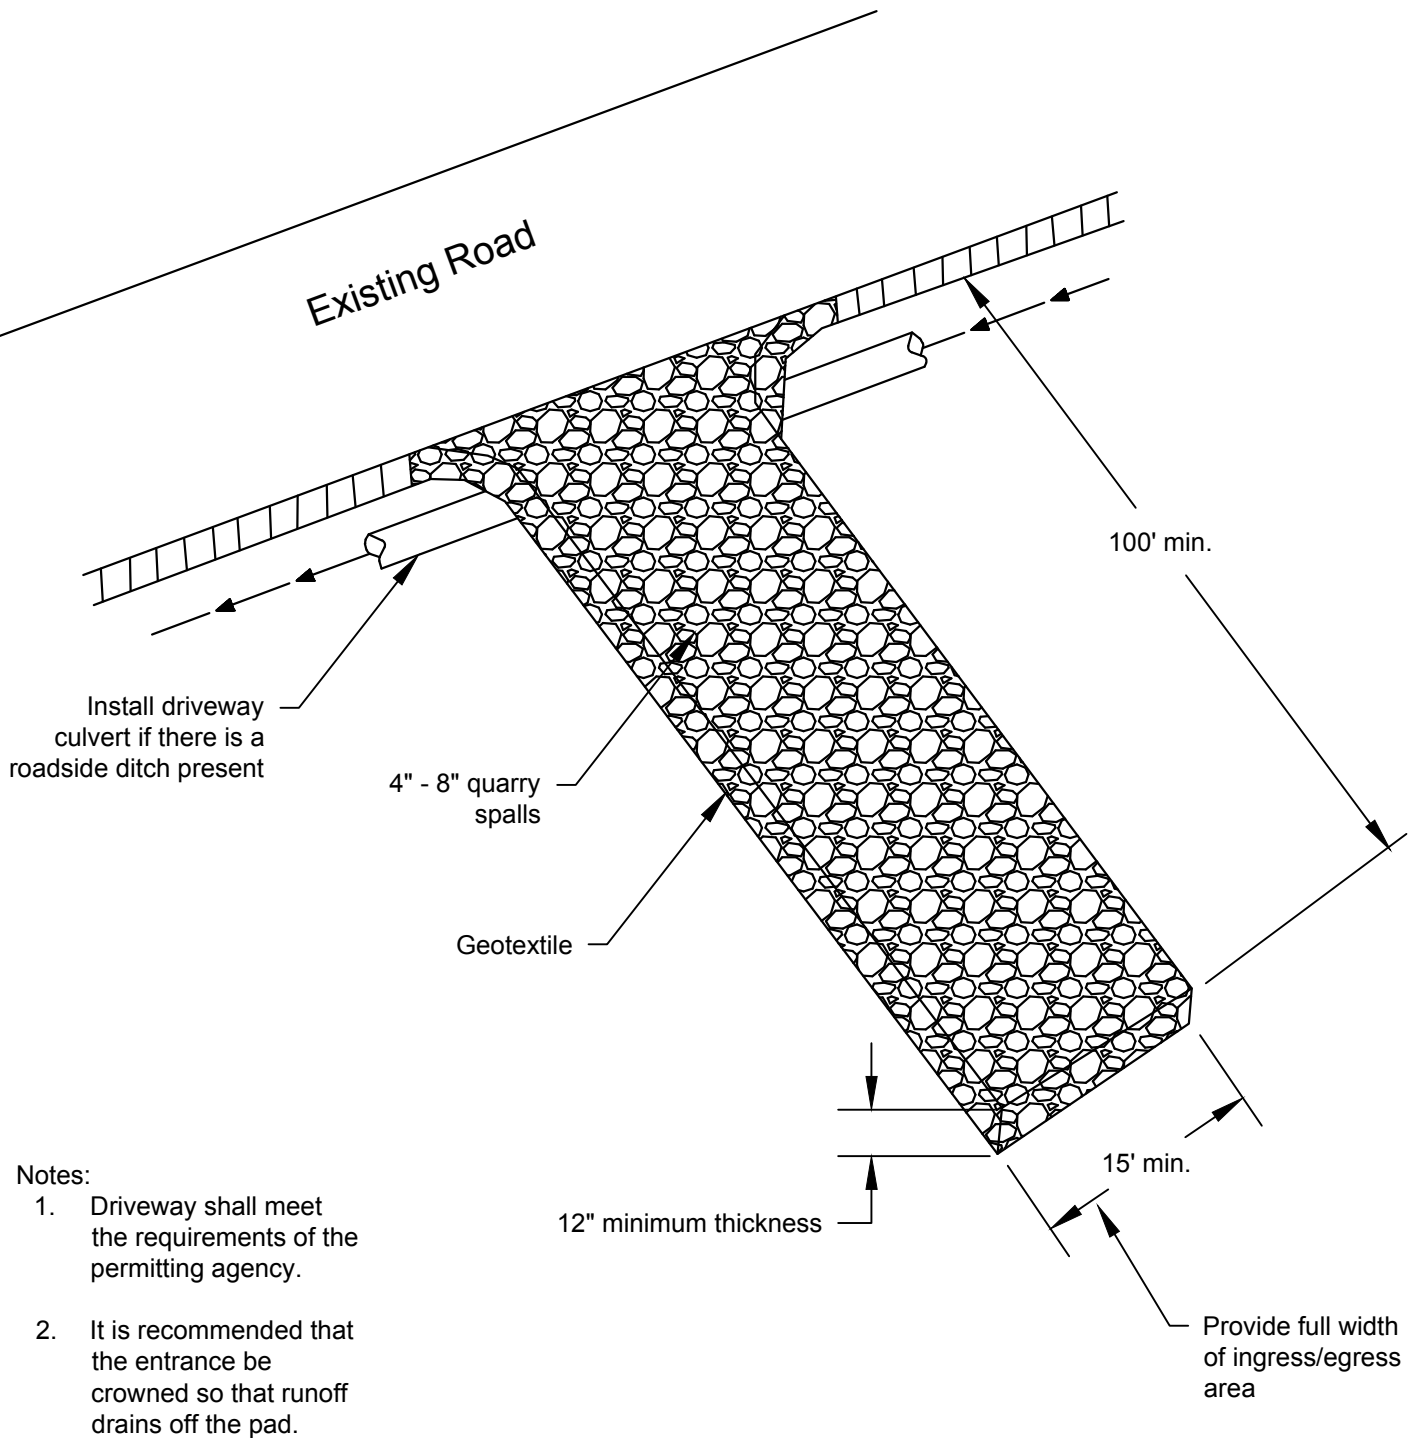 Existing Road
100' min.
Install driveway
culvert if there is a
roadside ditch present
4" - 8" quarry
spalls
Geotextile
15' min.
12" minimum thickness
Provide full width
of ingress/egress
area
Notes:
1. Driveway shall meet
the requirements of the
permitting agency.
2. It is recommended that
the entrance be
crowned so that runoff
drains off the pad.